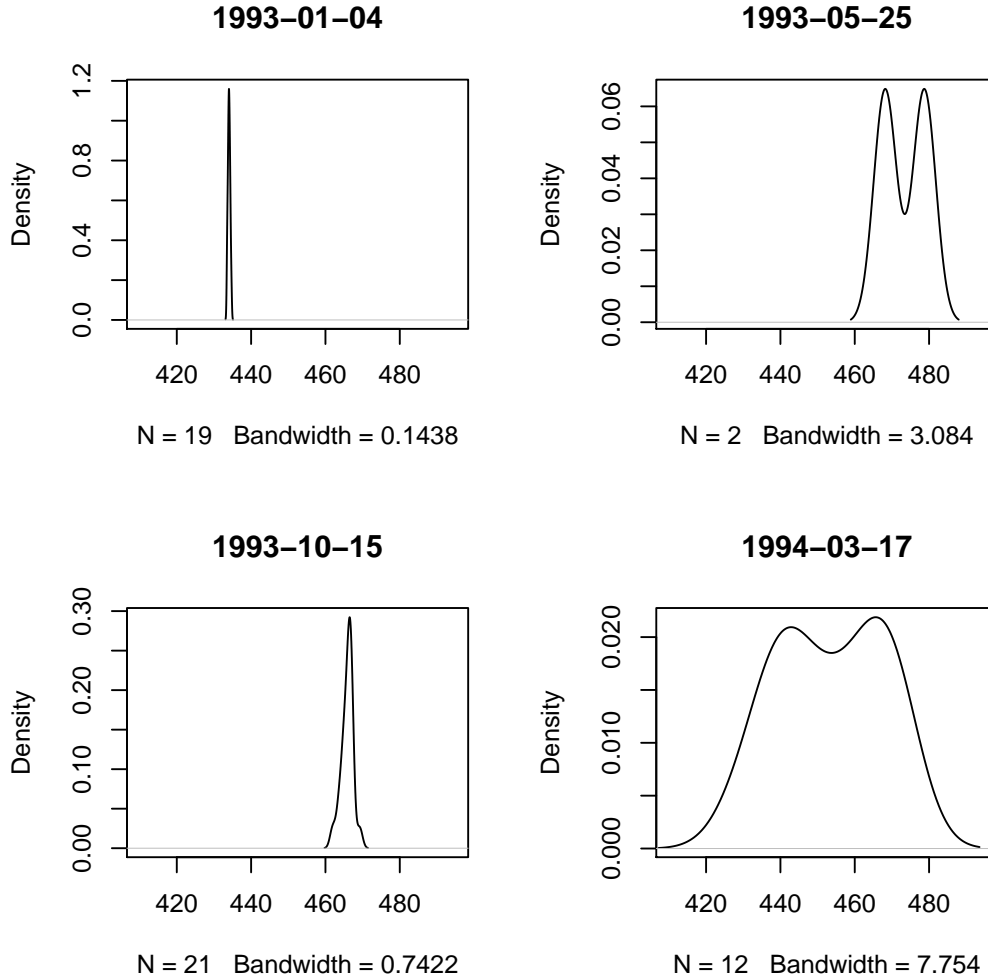 1993−01−04
Density
0.0 0.4 0.8 1.2
420 440 460 480
N = 19 Bandwidth = 0.1438
1993−05−25
Density
0.00 0.02 0.04 0.06
420 440 460 480
N = 2 Bandwidth = 3.084
1993−10−15
Density
0.00 0.10 0.20 0.30
420 440 460 480
N = 21 Bandwidth = 0.7422
1994−03−17
Density
0.000 0.010 0.020
420 440 460 480
N = 12 Bandwidth = 7.754